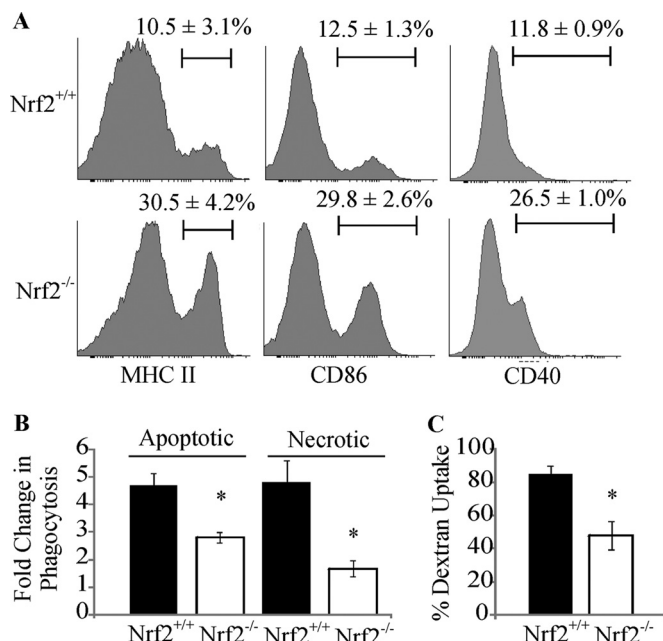 A
10.5 ± 3.1% 12.5 ± 1.3% 11.8 ± 0.9%
Nrf2+/+
30.5 ± 4.2% 29.8 ± 2.6% 26.5 ± 1.0%
Nrf2-/-
MHC II CD86 CD40
B
Apoptotic Necrotic
Fold Change in
Phagocytosis
6
5
4
3
2
1
0
* *
Nrf2+/+ Nrf2-/- Nrf2+/+ Nrf2-/-
C
% Dextran Uptake
100
80
60
40
20
0
*
Nrf2+/+ Nrf2-/-